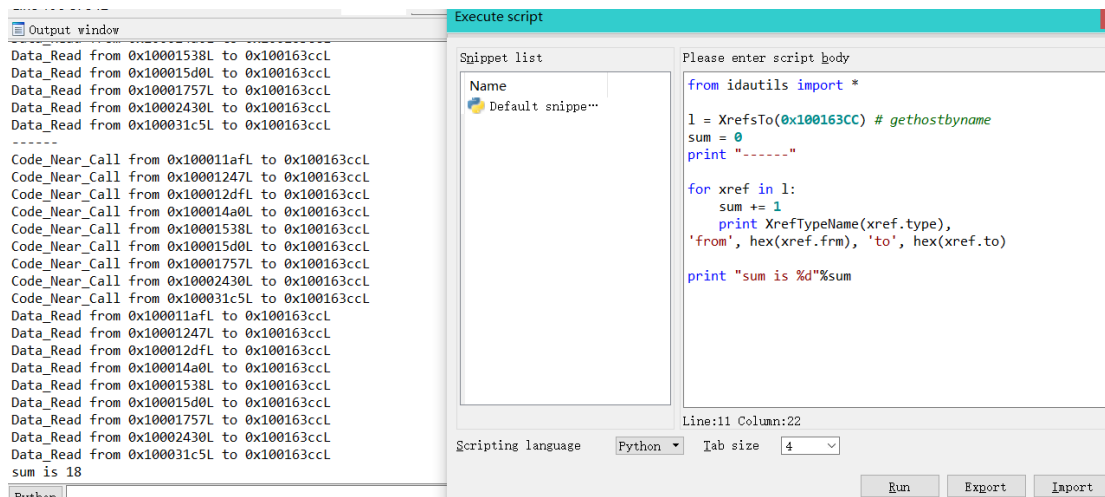 Output window
Data_Read from 0x10001538L to 0x100163ccL
Data_Read from 0x100015d0L to 0x100163ccL
Data_Read from 0x10001757L to 0x100163ccL
Data_Read from 0x10002430L to 0x100163ccL
Data_Read from 0x100031c5L to 0x100163ccL
------
Code_Near_Call from 0x100011afL to 0x100163ccL
Code_Near_Call from 0x10001247L to 0x100163ccL
Code_Near_Call from 0x100012dfL to 0x100163ccL
Code_Near_Call from 0x100014a0L to 0x100163ccL
Code_Near_Call from 0x10001538L to 0x100163ccL
Code_Near_Call from 0x100015d0L to 0x100163ccL
Code_Near_Call from 0x10001757L to 0x100163ccL
Code_Near_Call from 0x10002430L to 0x100163ccL
Code_Near_Call from 0x100031c5L to 0x100163ccL
Data_Read from 0x100011afL to 0x100163ccL
Data_Read from 0x10001247L to 0x100163ccL
Data_Read from 0x100012dfL to 0x100163ccL
Data_Read from 0x100014a0L to 0x100163ccL
Data_Read from 0x10001538L to 0x100163ccL
Data_Read from 0x100015d0L to 0x100163ccL
Data_Read from 0x10001757L to 0x100163ccL
Data_Read from 0x10002430L to 0x100163ccL
Data_Read from 0x100031c5L to 0x100163ccL
sum is 18
Python
Execute script
Snippet list
Name
Default snippe…
Please enter script body
from idautils import *
l = XrefsTo(0x100163CC) # gethostbyname
sum = 0
print "------"
for xref in l:
sum += 1
print XrefTypeName(xref.type),
'from', hex(xref.frm), 'to', hex(xref.to)
print "sum is %d"%sum
Line:11 Column:22
Scripting language Python Tab size 4
Run Export Import